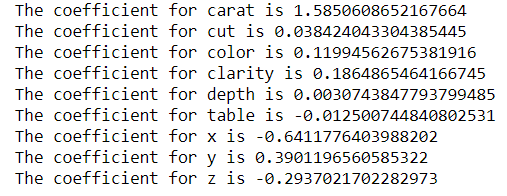 The coefficient for carat is 1.5850608652167664
The coefficient for cut is 0.038424043304385445
The coefficient for color is 0.11994562675381916
The coefficient for clarity is 0.1864865464166745
The coefficient for depth is 0.0030743847793799485
The coefficient for table is -0.012500744840802531
The coefficient for x is -0.6411776403988202
The coefficient for y is 0.3901196560585322
The coefficient for z is -0.2937021702282973